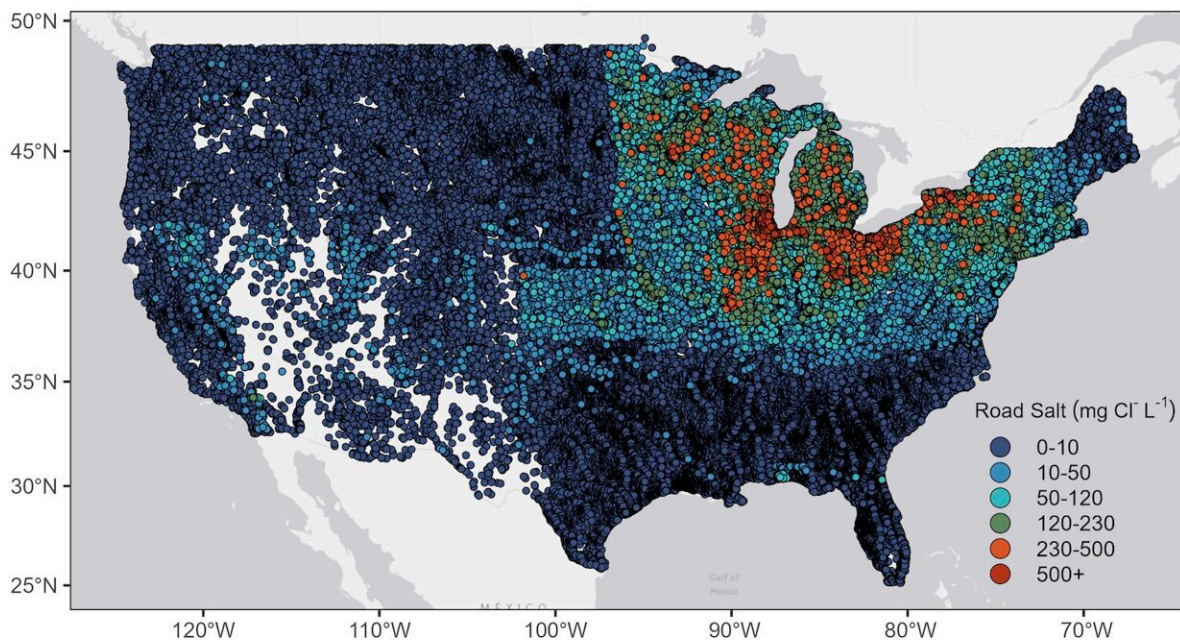 50°N
45°N
40°N
35°N
30°N
25°N
120°W 110°W 100°W 90°W 80°W 70°W
Road Salt (mg Cl⁻ L⁻¹)
0-10
10-50
50-120
120-230
230-500
500+
Gulf of
Mexico
MÉXICO